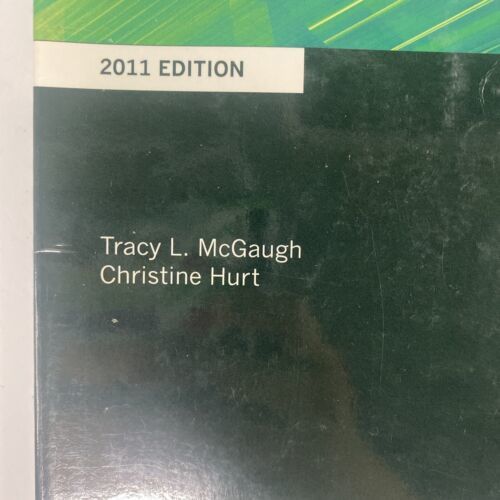 2011 EDITION
Tracy L. McGaugh
Christine Hurt